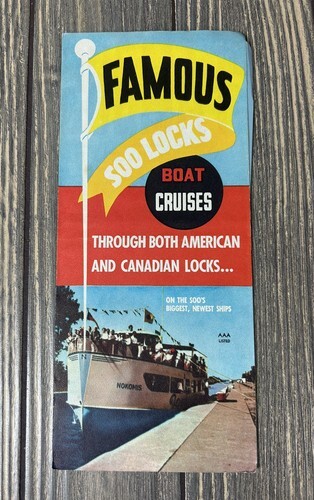 FAMOUS
SOO LOCKS
BOAT
CRUISES
THROUGH BOTH AMERICAN
AND CANADIAN LOCKS...
ON THE SOO'S
BIGGEST, NEWEST SHIPS
AAA
LISTED
NOKOMIS